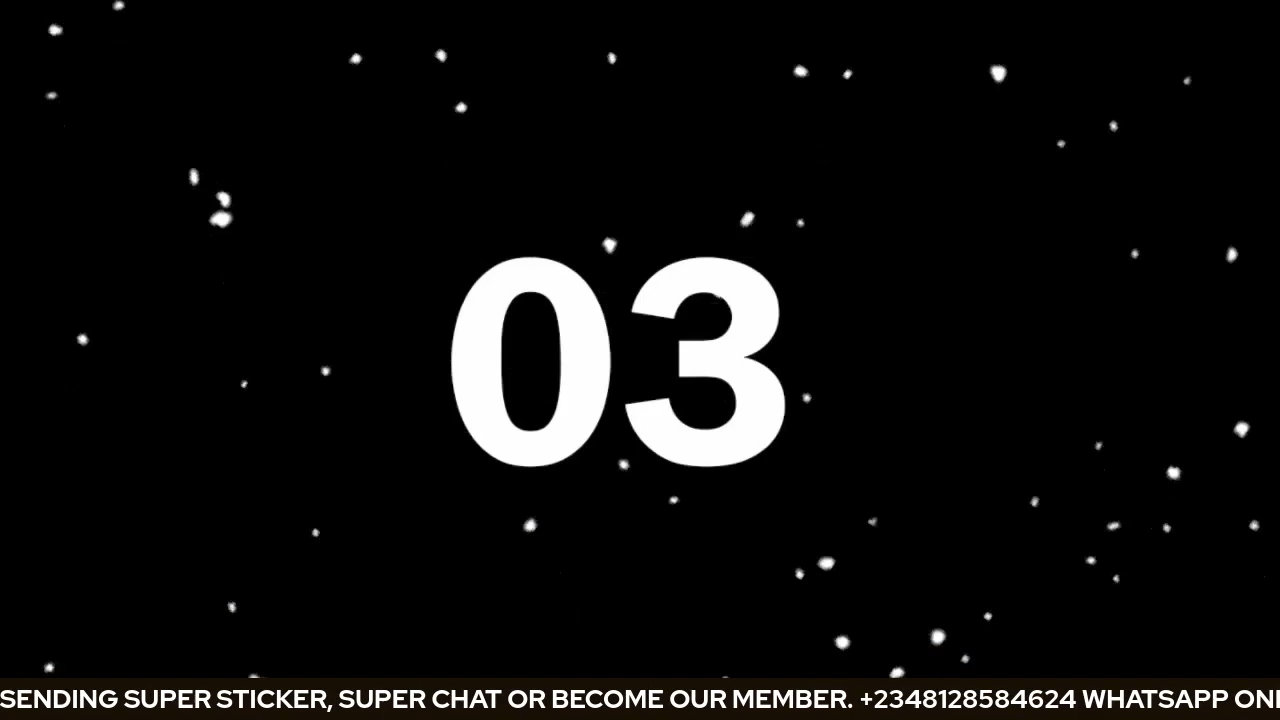 03
SENDING SUPER STICKER, SUPER CHAT OR BECOME OUR MEMBER. +2348128584624 WHATSAPP